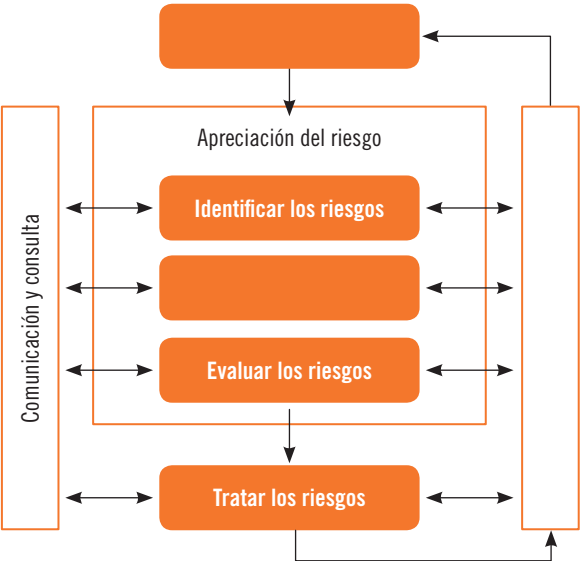 Apreciación del riesgo
Identificar los riesgos
Evaluar los riesgos
Tratar los riesgos
Comunicación y consulta